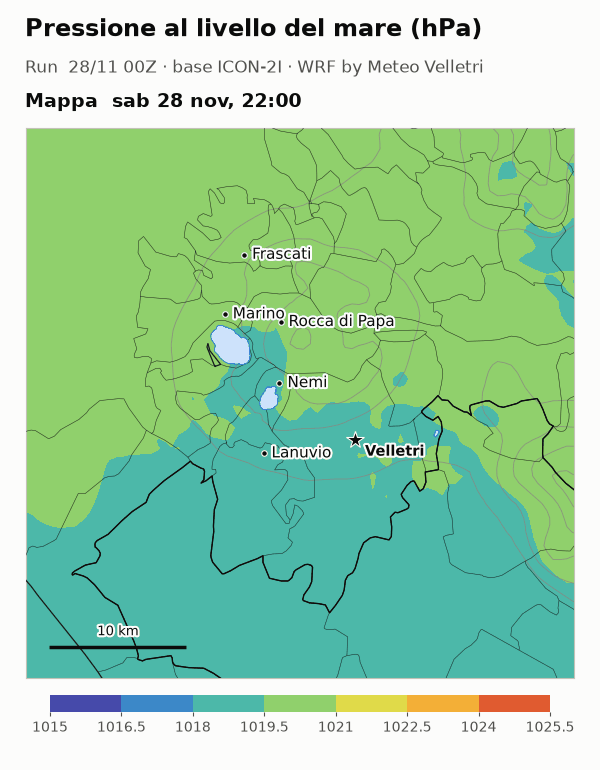 Pressione al livello del mare (hPa)
Run  28/11 00Z · base ICON-2I · WRF by Meteo Velletri
Mappa  sab 28 nov, 22:00
Frascati
Marino
Rocca di Papa
Nemi
Velletri
Lanuvio
10 km
1015 1016.5 1018 1019.5 1021 1022.5 1024 1025.5